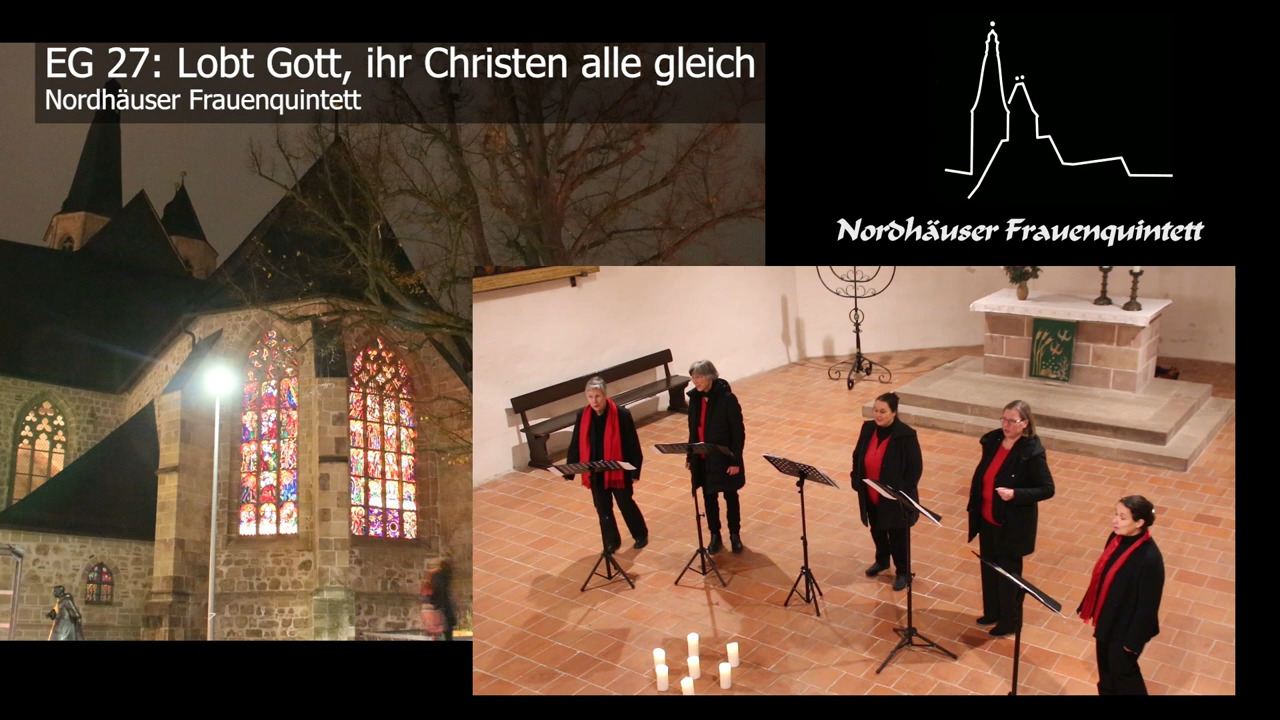 EG 27: Lobt Gott, ihr Christen alle gleich
Nordhäuser Frauenquintett
Nordhäuser Frauenquintett